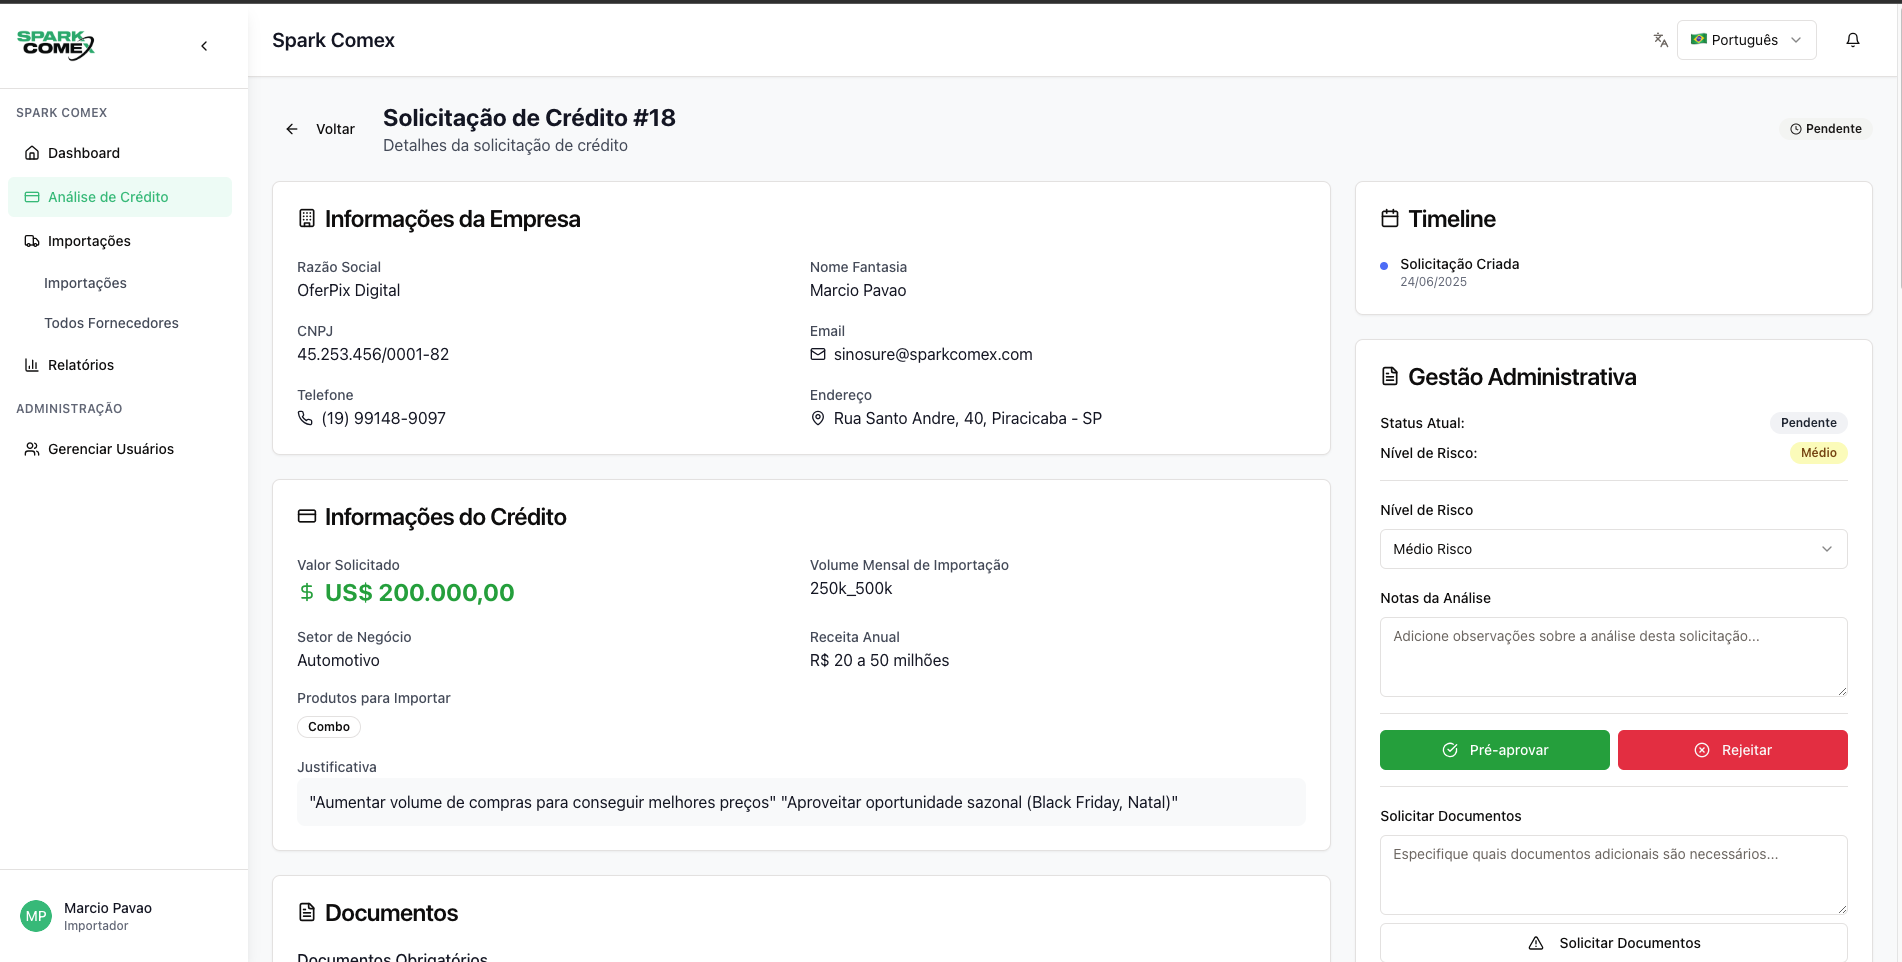 SPARK
COMEX
Spark Comex
Português
SPARK COMEX
Dashboard
Análise de Crédito
Importações
Importações
Todos Fornecedores
Relatórios
ADMINISTRAÇÃO
Gerenciar Usuários
MP
Marcio Pavao
Importador
Voltar
Solicitação de Crédito #18
Detalhes da solicitação de crédito
Pendente
Informações da Empresa
Razão Social
OferPix Digital
Nome Fantasia
Marcio Pavao
CNPJ
45.253.456/0001-82
Email
sinosure@sparkcomex.com
Telefone
(19) 99148-9097
Endereço
Rua Santo Andre, 40, Piracicaba - SP
Informações do Crédito
Valor Solicitado
US$ 200.000,00
Volume Mensal de Importação
250k_500k
Setor de Negócio
Automotivo
Receita Anual
R$ 20 a 50 milhões
Produtos para Importar
Combo
Justificativa
"Aumentar volume de compras para conseguir melhores preços" "Aproveitar oportunidade sazonal (Black Friday, Natal)"
Documentos
Documentos Obrigatórios
Timeline
Solicitação Criada
24/06/2025
Gestão Administrativa
Status Atual:
Pendente
Nível de Risco:
Médio
Nível de Risco
Médio Risco
Notas da Análise
Adicione observações sobre a análise desta solicitação...
Pré-aprovar
Rejeitar
Solicitar Documentos
Especifique quais documentos adicionais são necessários...
Solicitar Documentos